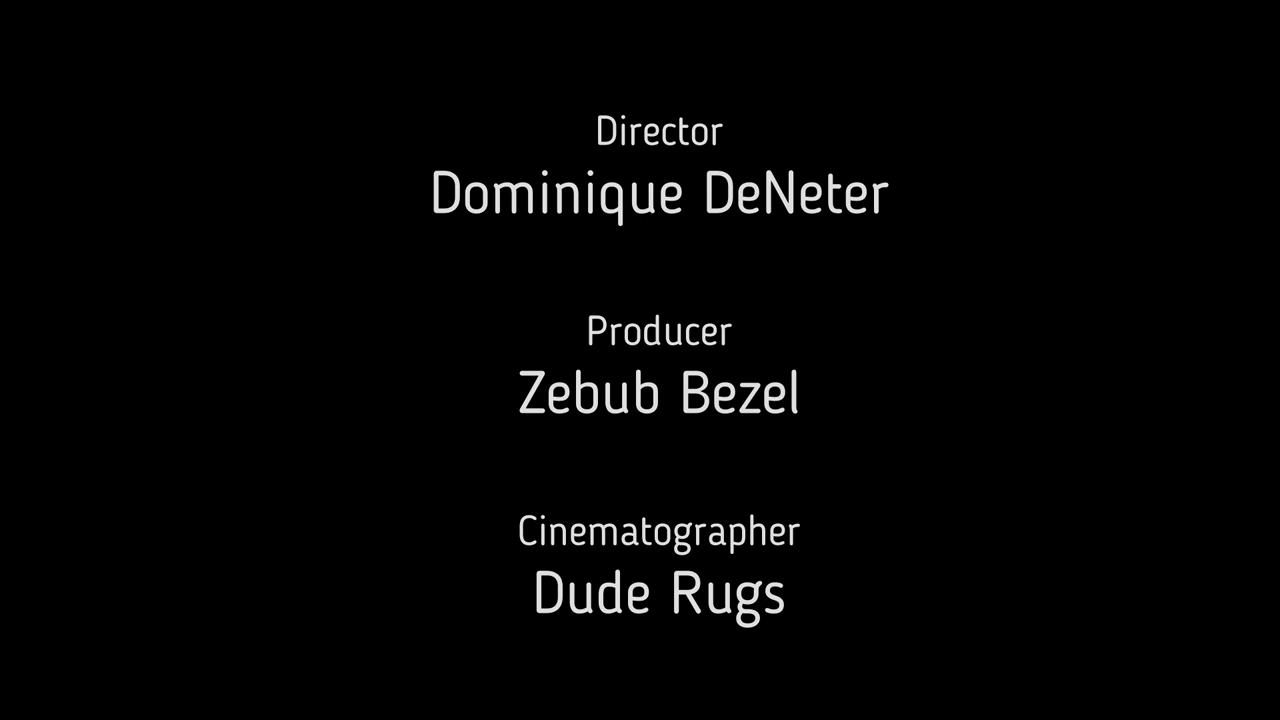 Director
Dominique DeNeter
Producer
Zebub Bezel
Cinematographer
Dude Rugs